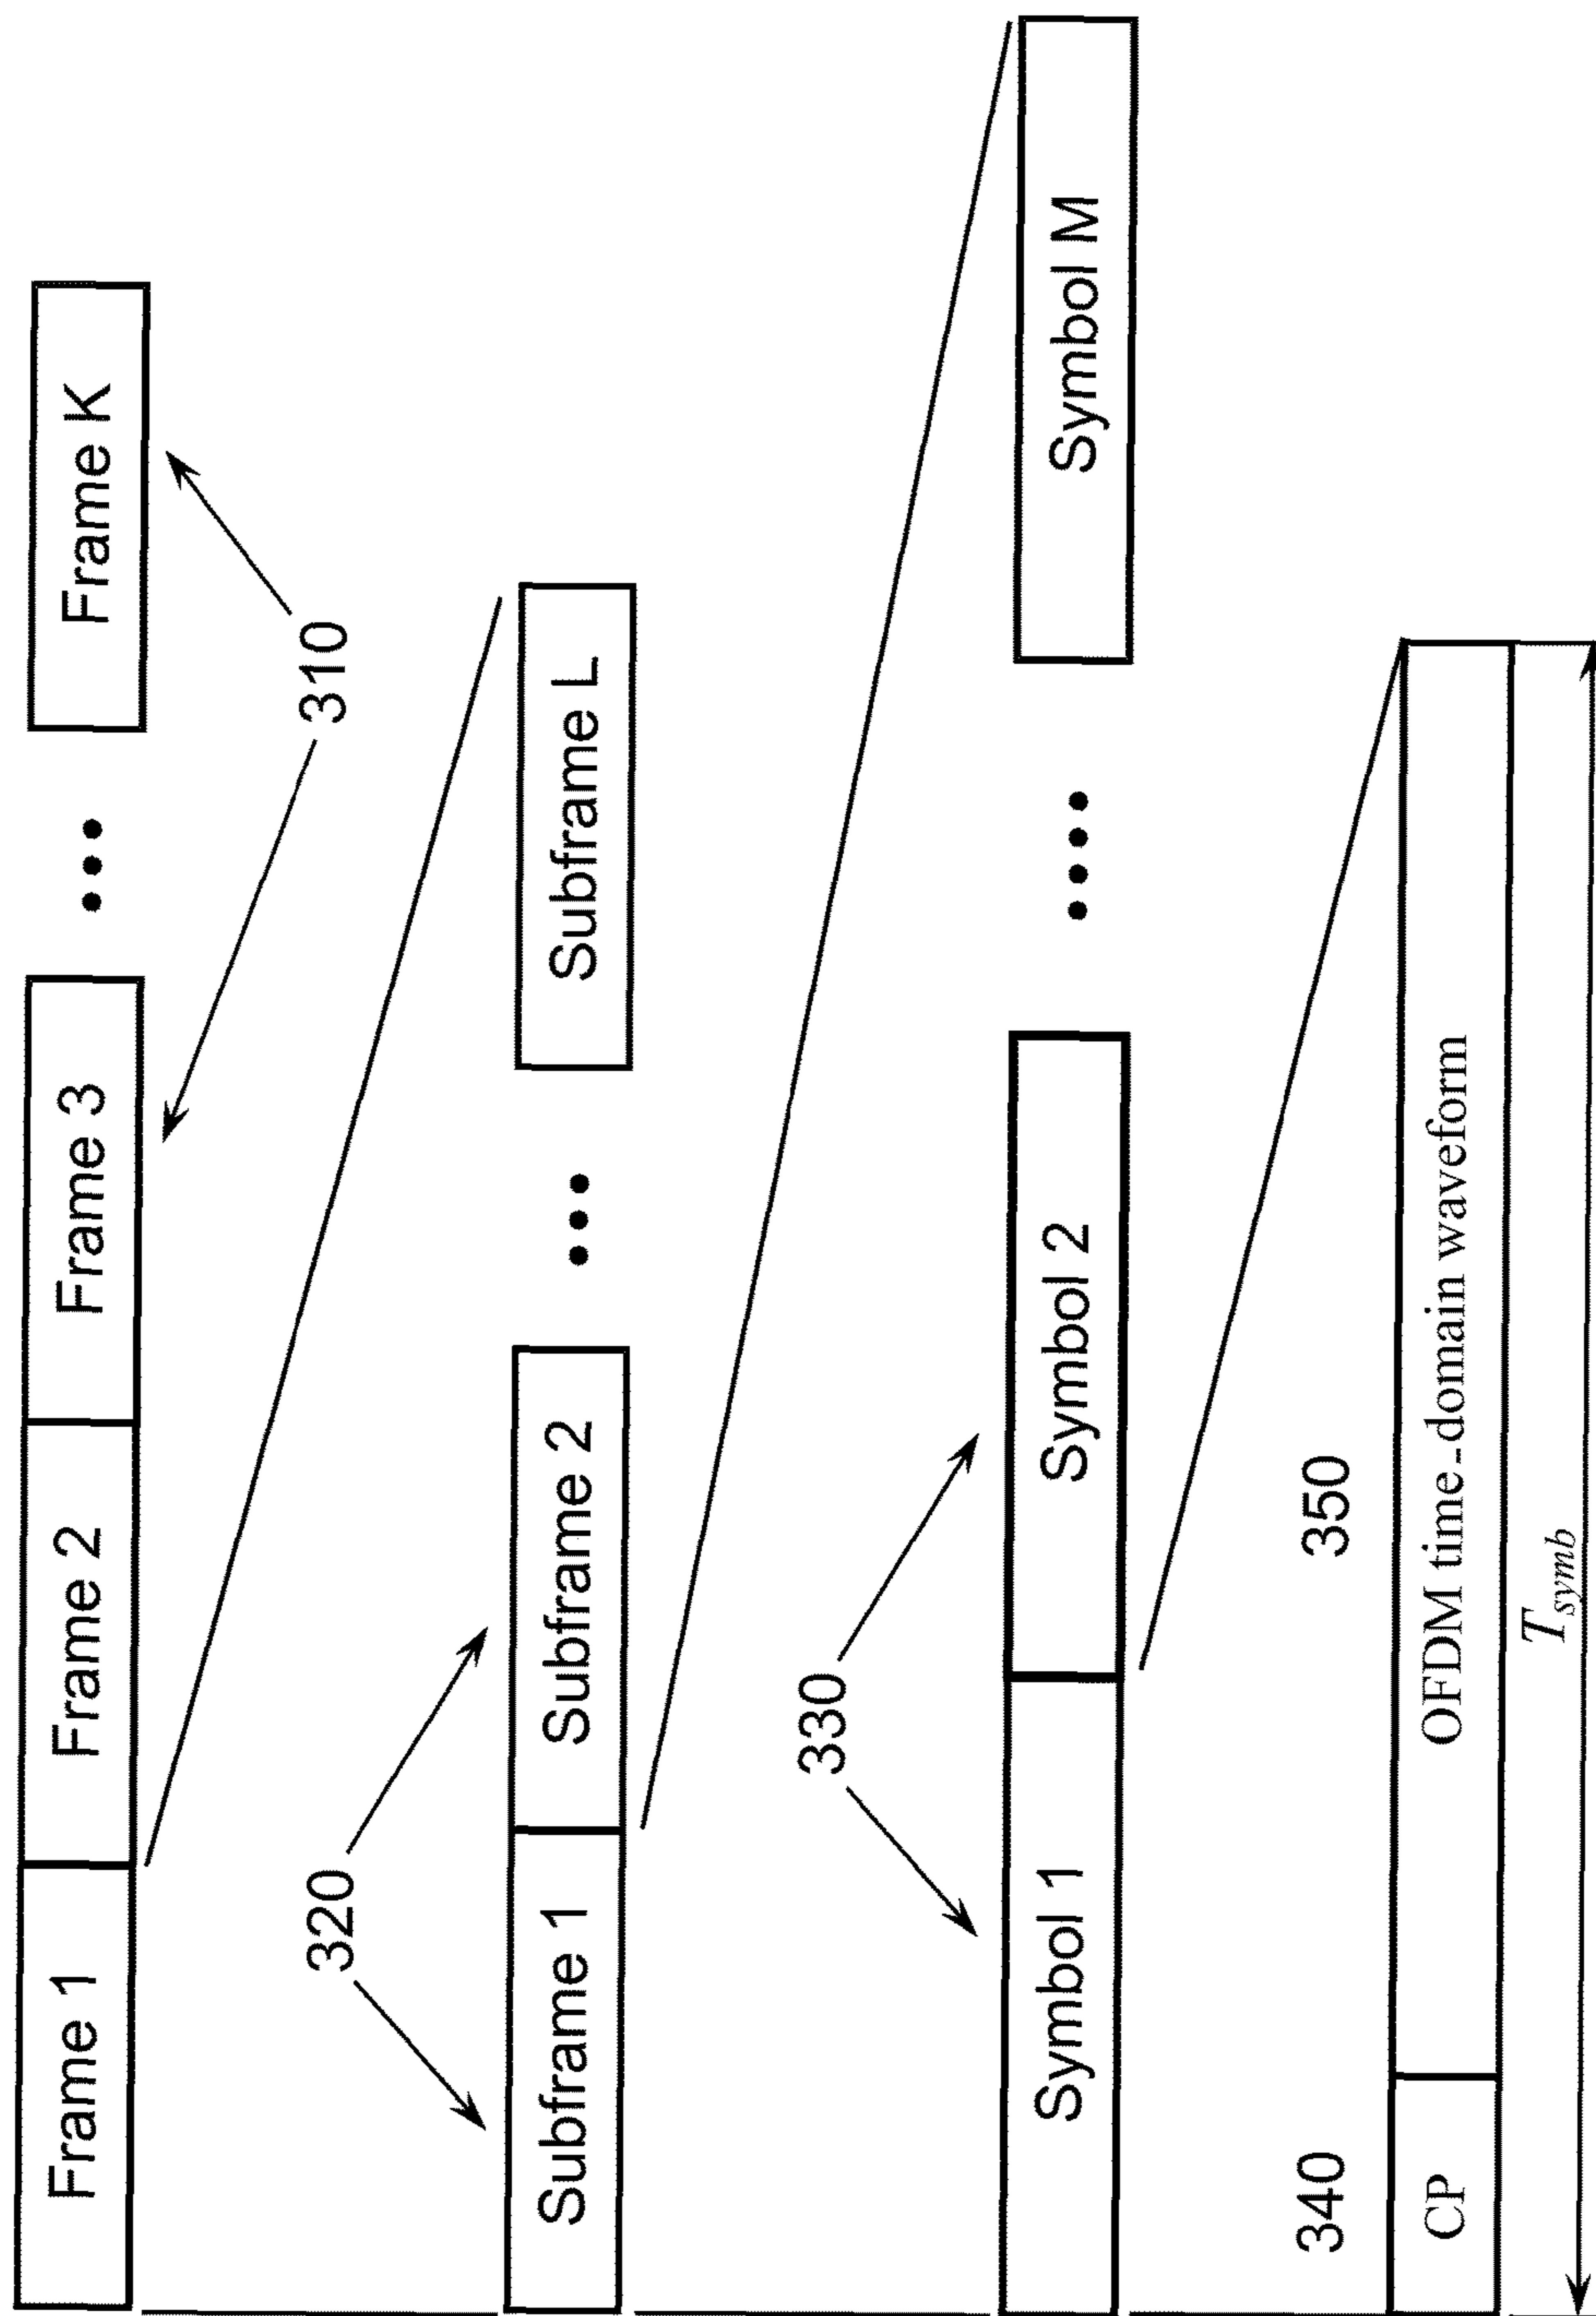 Frame 1 Frame 2 Frame 3 ••• Frame K
310
320
Subframe 1 Subframe 2 ••• Subframe L
330
Symbol 1 Symbol 2 •••• Symbol M
340 350
CP OFDM time-domain waveform
Tsymb